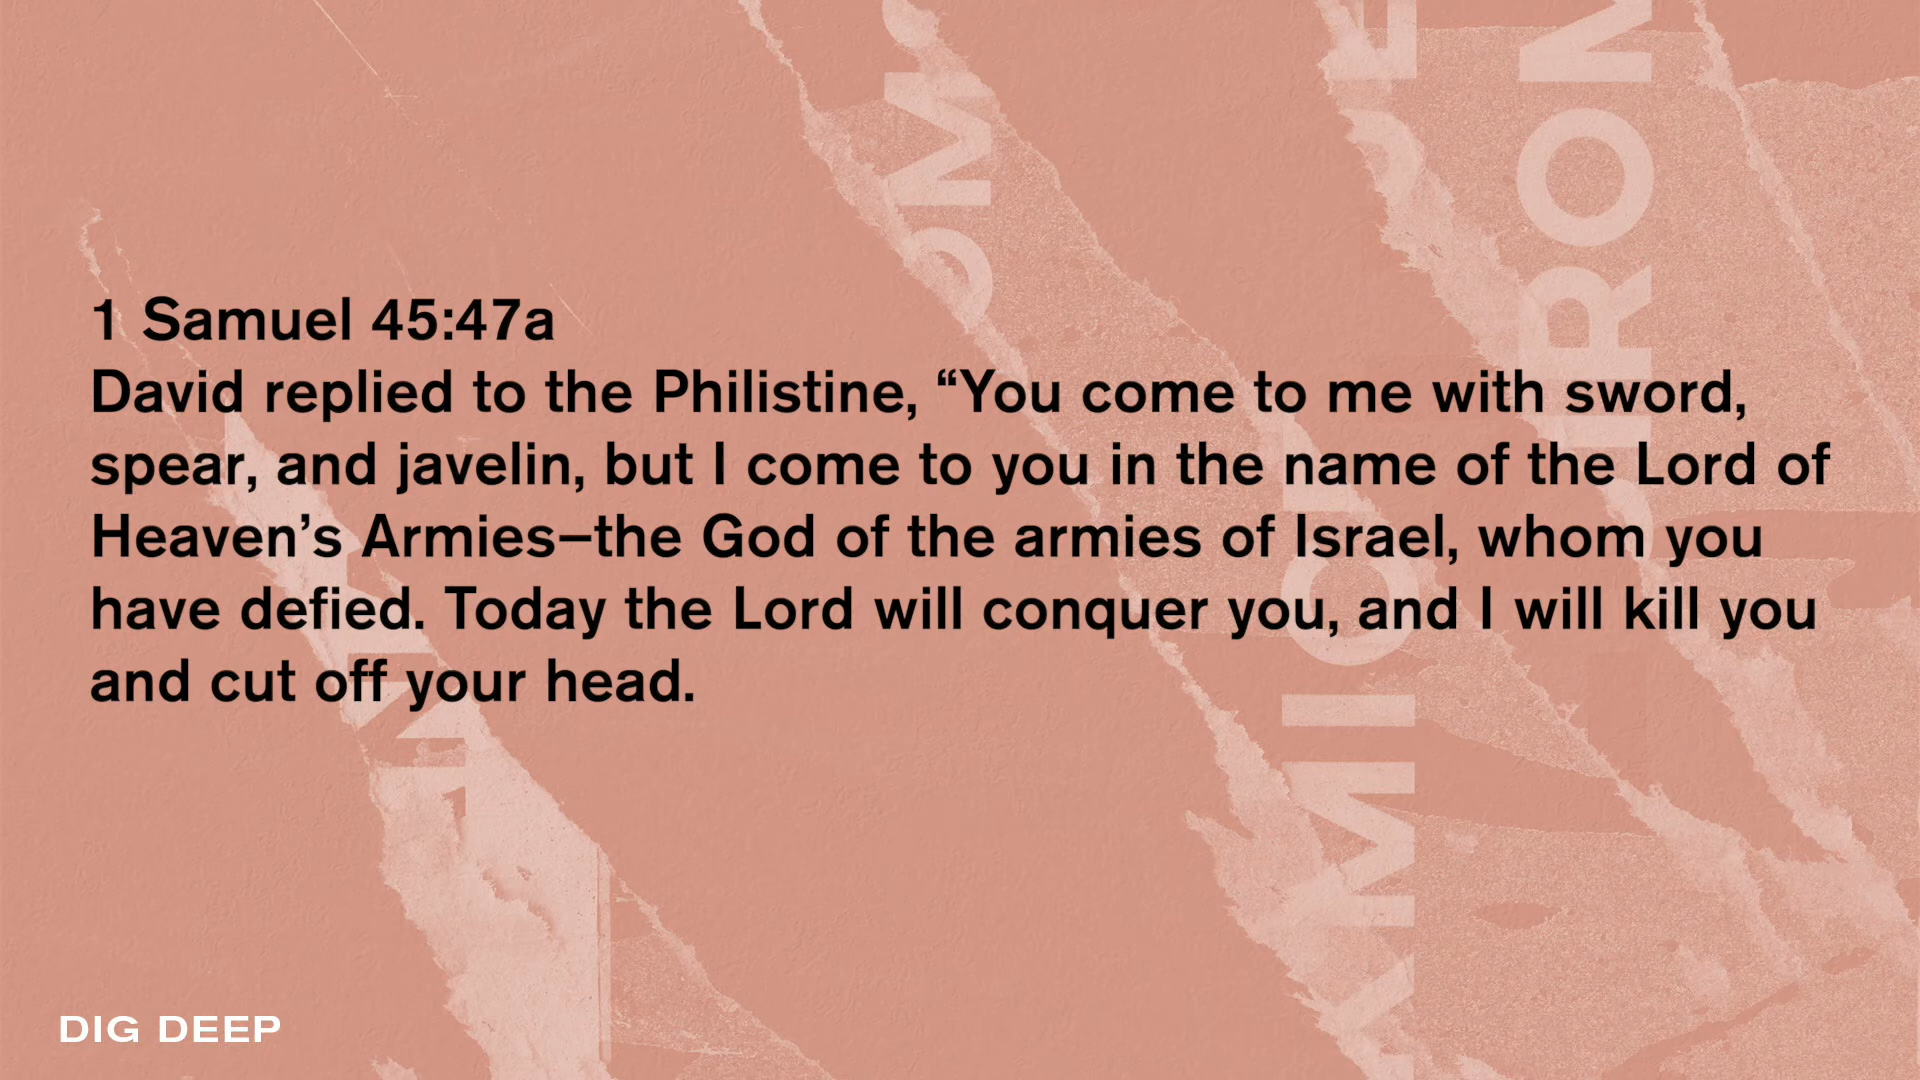 1 Samuel 45:47a
David replied to the Philistine, “You come to me with sword,
spear, and javelin, but I come to you in the name of the Lord of
Heaven’s Armies—the God of the armies of Israel, whom you
have defied. Today the Lord will conquer you, and I will kill you
and cut off your head.
DIG DEEP